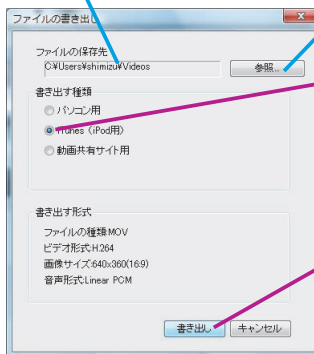 ファイルの書き出し
ファイルの保存先
C:¥Users¥shimizu¥Videos
参照...
書き出す種類
パソコン用
iTunes（iPod用）
動画共有サイト用
書き出す形式
ファイルの種類:MOV
ビデオ形式:H.264
画像サイズ:640x360(16:9)
音声形式:Linear PCM
書き出し
キャンセル